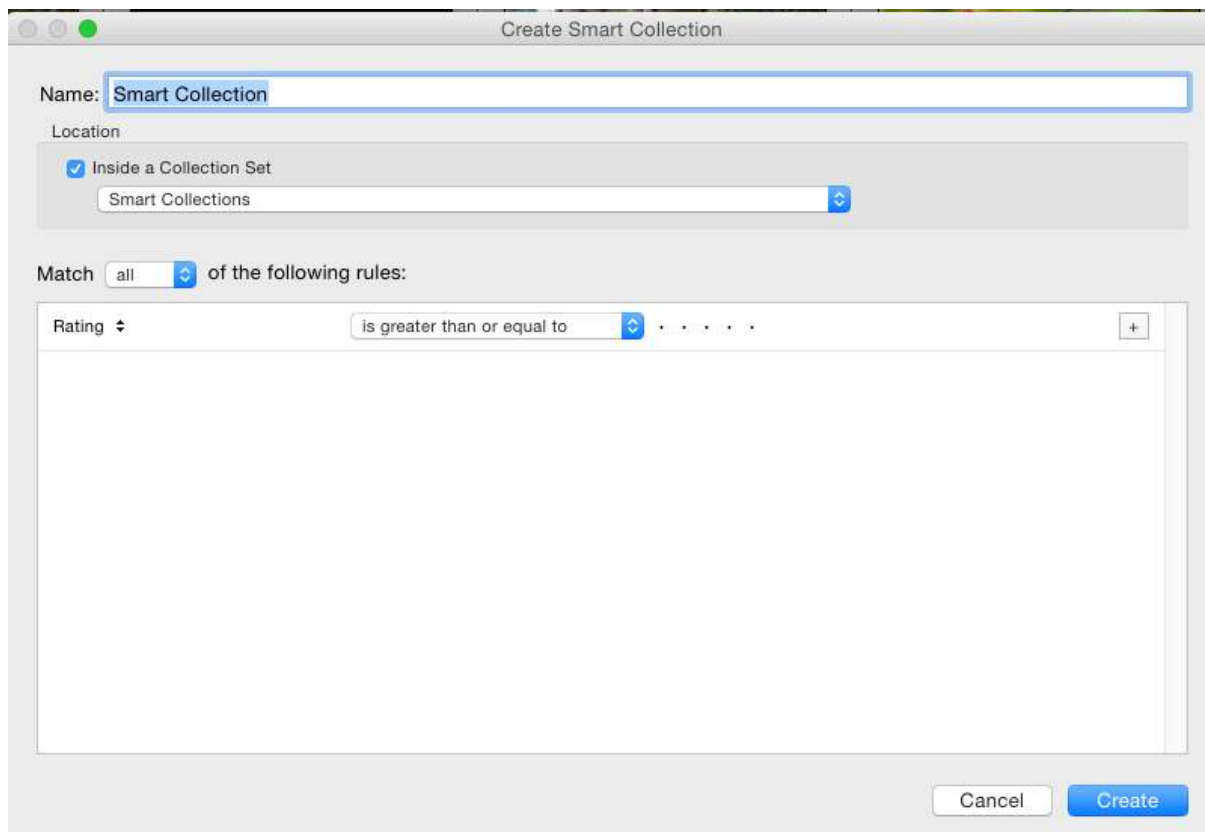 Create Smart Collection
Name: Smart Collection
Location
Inside a Collection Set
Smart Collections
Match all of the following rules:
Rating is greater than or equal to . . . . . +
Cancel Create